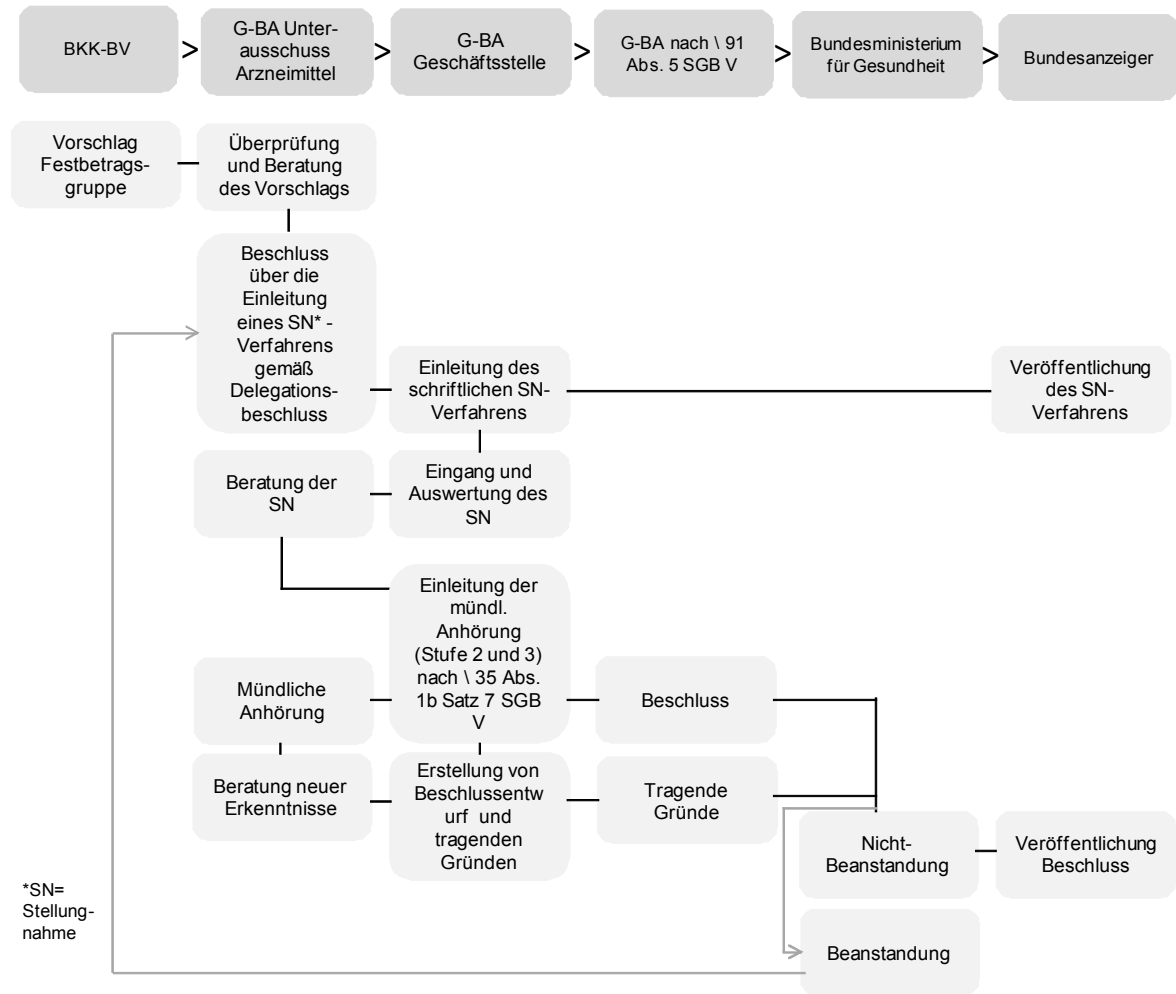 BKK-BV
>
G-BA Unter-
ausschuss
Arzneimittel
>
G-BA
Geschäftsstelle
>
G-BA nach \ 91
Abs. 5 SGB V
>
Bundesministerium
für Gesundheit
>
Bundesanzeiger
Vorschlag
Festbetrags-
gruppe
Überprüfung
und Beratung
des Vorschlags
Beschluss
über die
Einleitung
eines SN* -
Verfahrens
gemäß
Delegations-
beschluss
Einleitung des
schriftlichen SN-
Verfahrens
Veröffentlichung
des SN-
Verfahrens
Beratung der
SN
Eingang und
Auswertung des
SN
Einleitung der
mündl.
Anhörung
(Stufe 2 und 3)
nach \ 35 Abs.
1b Satz 7 SGB
V
Mündliche
Anhörung
Beschluss
Beratung neuer
Erkenntnisse
Erstellung von
Beschlussentw
urf und
tragenden
Gründen
Tragende
Gründe
Nicht-
Beanstandung
Veröffentlichung
Beschluss
*SN=
Stellung-
nahme
Beanstandung